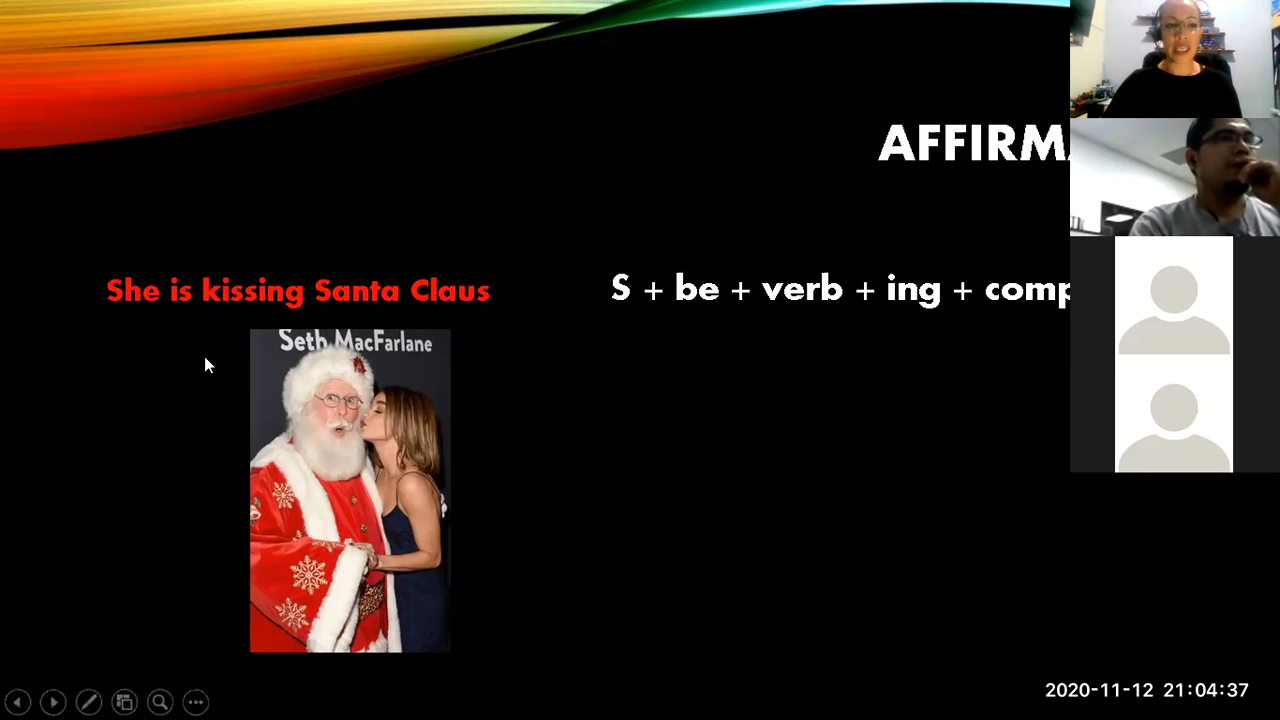 AFFIRMA
She is kissing Santa Claus
S + be + verb + ing + comp
Seth MacFarlane
2020-11-12 21:04:37